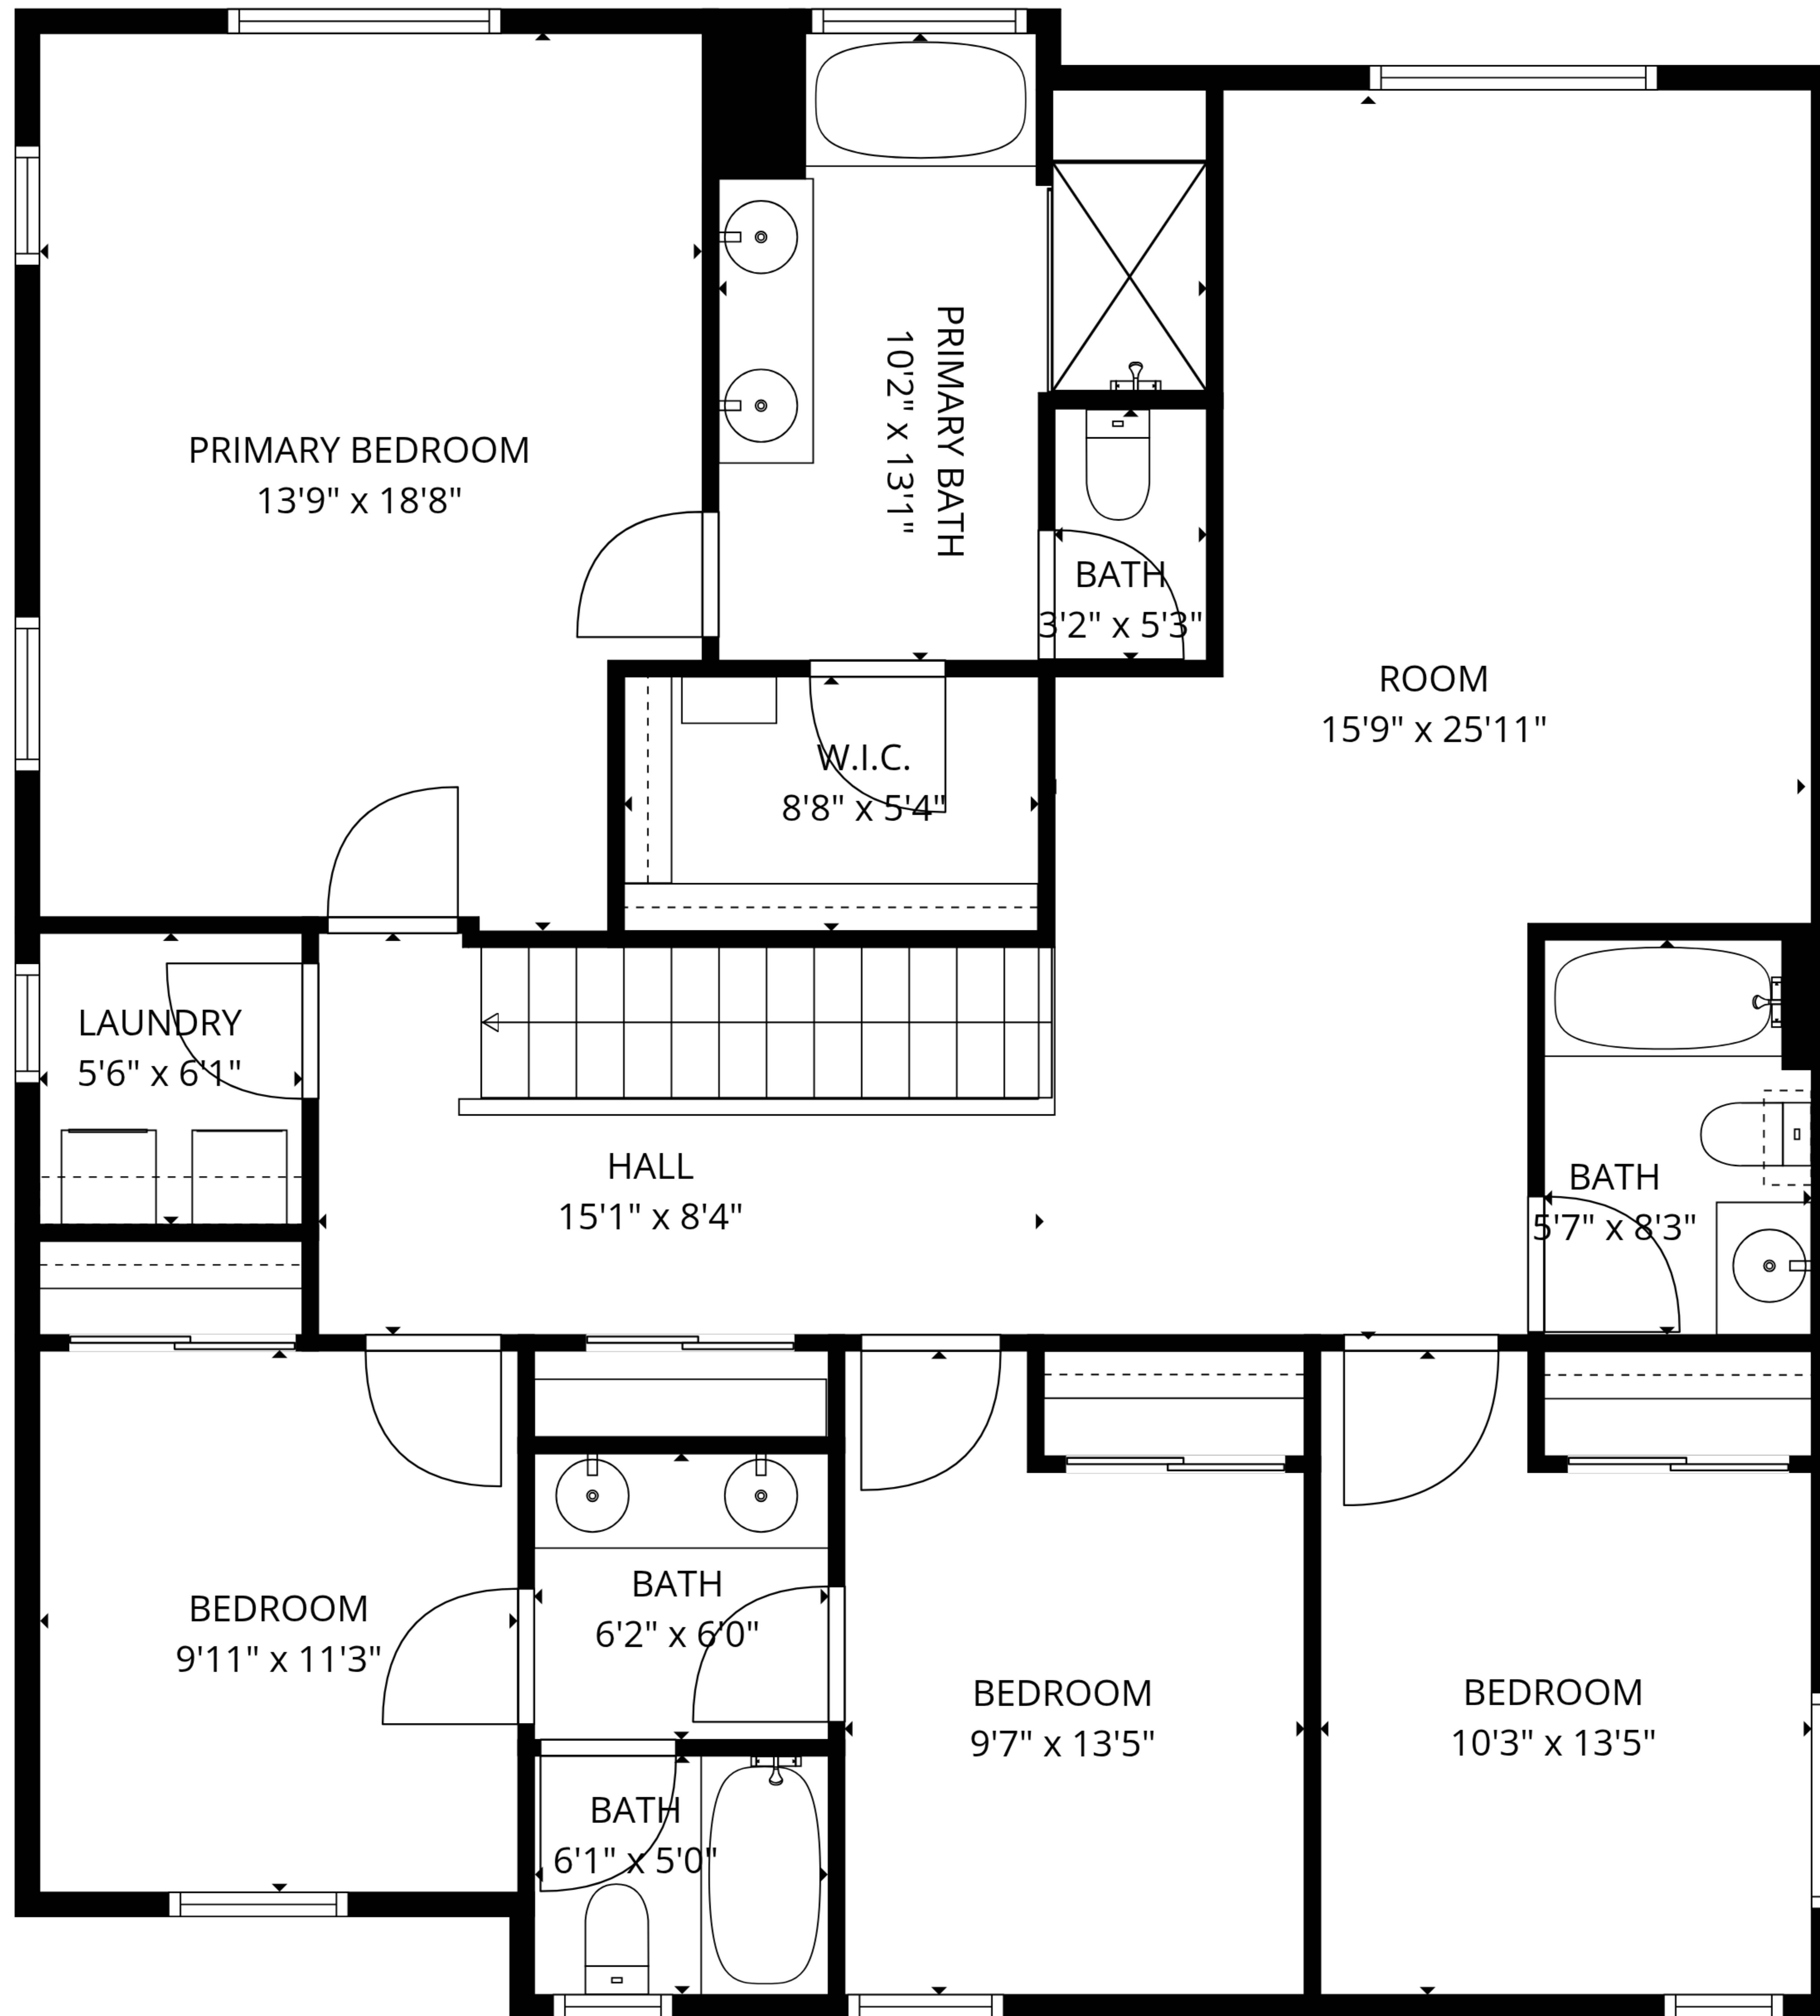 PRIMARY BEDROOM
13'9" x 18'8"
PRIMARY BATH
10'2" x 13'1"
BATH
3'2" x 5'3"
ROOM
15'9" x 25'11"
W.I.C.
8'8" x 5'4"
LAUNDRY
5'6" x 6'1"
HALL
15'1" x 8'4"
BATH
5'7" x 8'3"
BEDROOM
9'11" x 11'3"
BATH
6'2" x 6'0"
BEDROOM
9'7" x 13'5"
BEDROOM
10'3" x 13'5"
BATH
6'1" x 5'0"